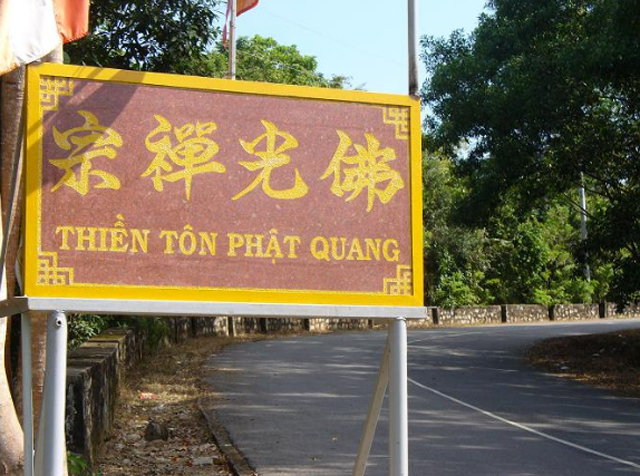 宗禪光佛
THIỀN TÔN PHẬT QUANG